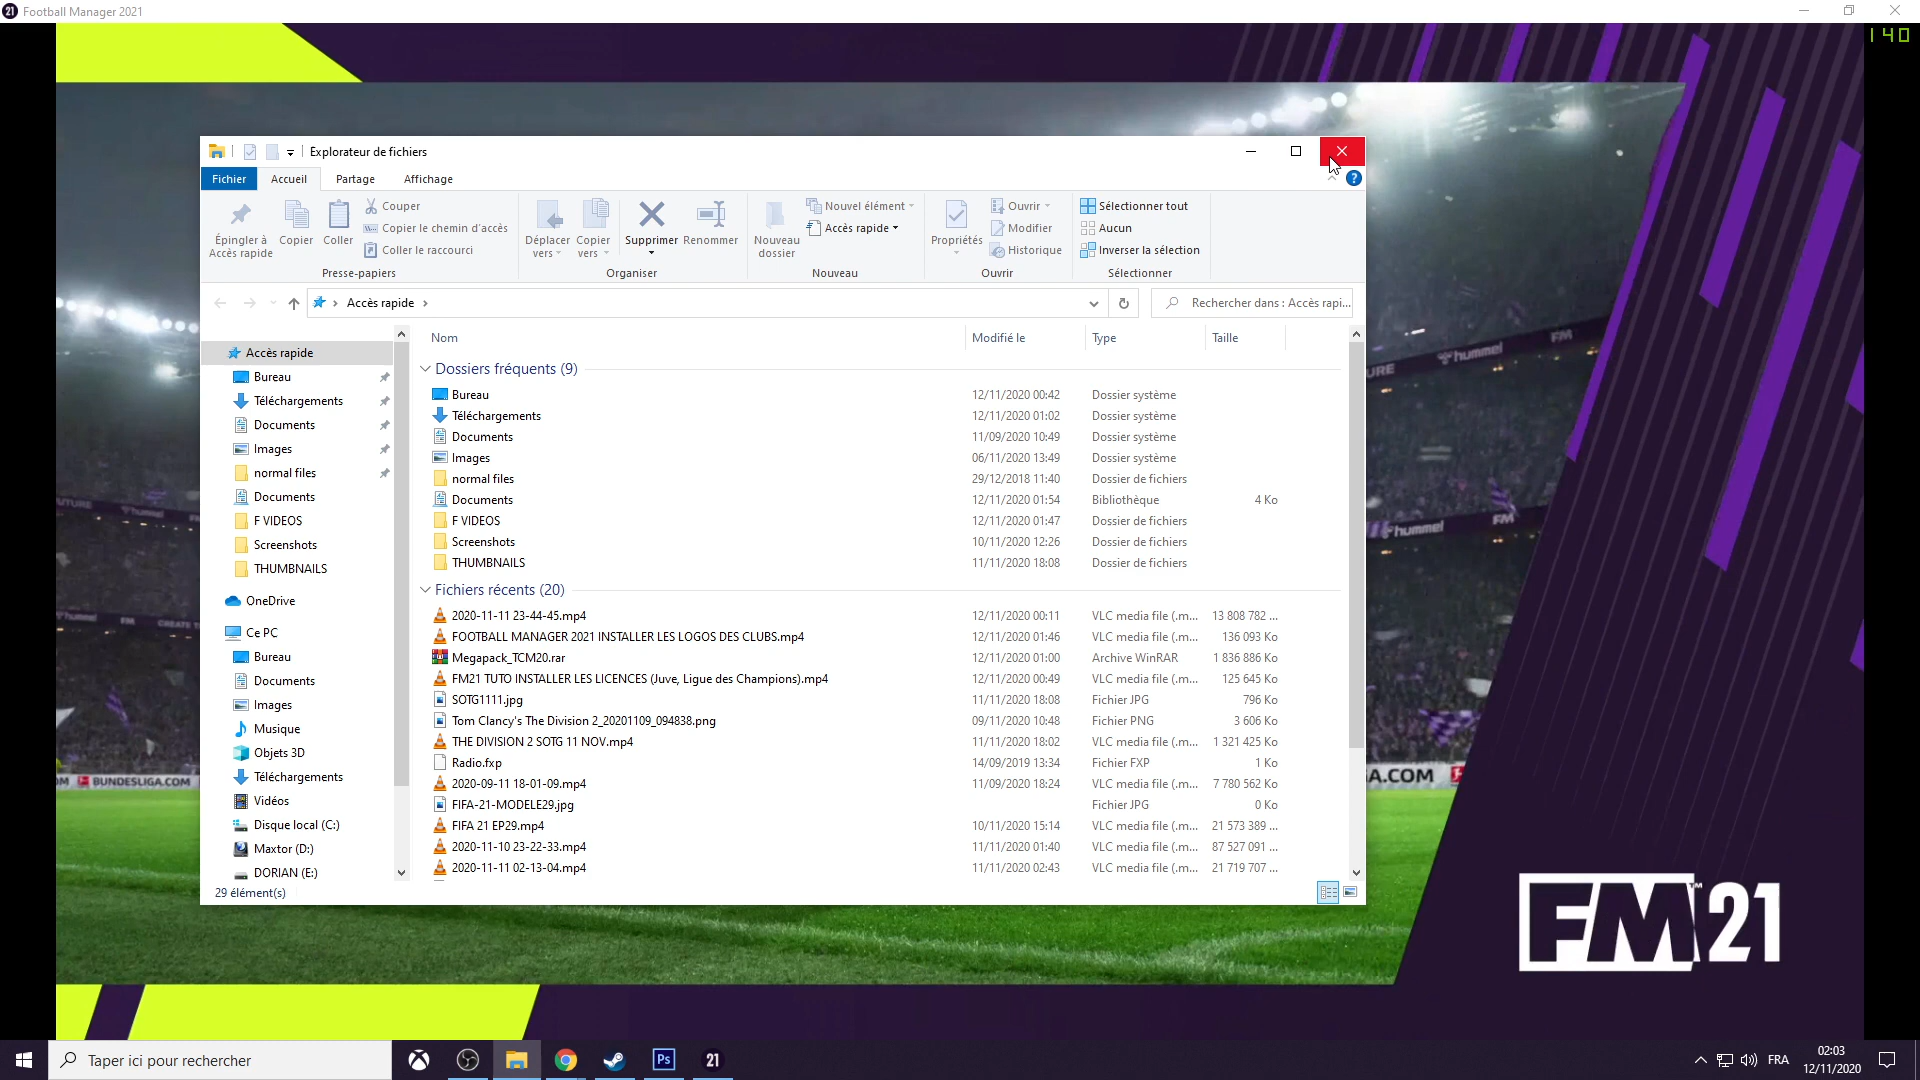 21 Football Manager 2021
140
Explorateur de fichiers
Fichier
Accueil
Partage
Affichage
Épingler à
Accès rapide
Copier
Coller
Couper
Copier le chemin d'accès
Coller le raccourci
Presse-papiers
Déplacer
vers
Copier
vers
Supprimer
Renommer
Organiser
Nouveau
dossier
Nouvel élément
Accès rapide
Nouveau
Propriétés
Ouvrir
Modifier
Historique
Ouvrir
Sélectionner tout
Aucun
Inverser la sélection
Sélectionner
Accès rapide
Rechercher dans : Accès rapi...
Accès rapide
Bureau
Téléchargements
Documents
Images
normal files
Documents
F VIDEOS
Screenshots
THUMBNAILS
OneDrive
Ce PC
Bureau
Documents
Images
Musique
Objets 3D
Téléchargements
Vidéos
Disque local (C:)
Maxtor (D:)
DORIAN (E:)
Nom Modifié le Type Taille
Dossiers fréquents (9)
Bureau 12/11/2020 00:42 Dossier système
Téléchargements 12/11/2020 01:02 Dossier système
Documents 11/09/2020 10:49 Dossier système
Images 06/11/2020 13:49 Dossier système
normal files 29/12/2018 11:40 Dossier de fichiers
Documents 12/11/2020 01:54 Bibliothèque 4 Ko
F VIDEOS 12/11/2020 01:47 Dossier de fichiers
Screenshots 10/11/2020 12:26 Dossier de fichiers
THUMBNAILS 11/11/2020 18:08 Dossier de fichiers
Fichiers récents (20)
2020-11-11 23-44-45.mp4 12/11/2020 00:11 VLC media file (.m... 13 808 782 ...
FOOTBALL MANAGER 2021 INSTALLER LES LOGOS DES CLUBS.mp4 12/11/2020 01:46 VLC media file (.m... 136 093 Ko
Megapack_TCM20.rar 12/11/2020 01:00 Archive WinRAR 1 836 886 Ko
FM21 TUTO INSTALLER LES LICENCES (Juve, Ligue des Champions).mp4 12/11/2020 00:49 VLC media file (.m... 125 645 Ko
SOTG1111.jpg 11/11/2020 18:08 Fichier JPG 796 Ko
Tom Clancy's The Division 2_20201109_094838.png 09/11/2020 10:48 Fichier PNG 3 606 Ko
THE DIVISION 2 SOTG 11 NOV.mp4 11/11/2020 18:02 VLC media file (.m... 1 321 425 Ko
Radio.fxp 14/09/2019 13:34 Fichier FXP 1 Ko
2020-09-11 18-01-09.mp4 11/09/2020 18:24 VLC media file (.m... 7 780 562 Ko
FIFA-21-MODELE29.jpg Fichier JPG 0 Ko
FIFA 21 EP29.mp4 10/11/2020 15:14 VLC media file (.m... 21 573 389 ...
2020-11-10 23-22-33.mp4 11/11/2020 01:40 VLC media file (.m... 87 527 091 ...
2020-11-11 02-13-04.mp4 11/11/2020 02:43 VLC media file (.m... 21 719 707 ...
29 élément(s)
hummel
FM
hummel
FM
BUNDESLIGA.COM
GA.COM
FM21
Taper ici pour rechercher
Ps
21
FRA
02:03
12/11/2020